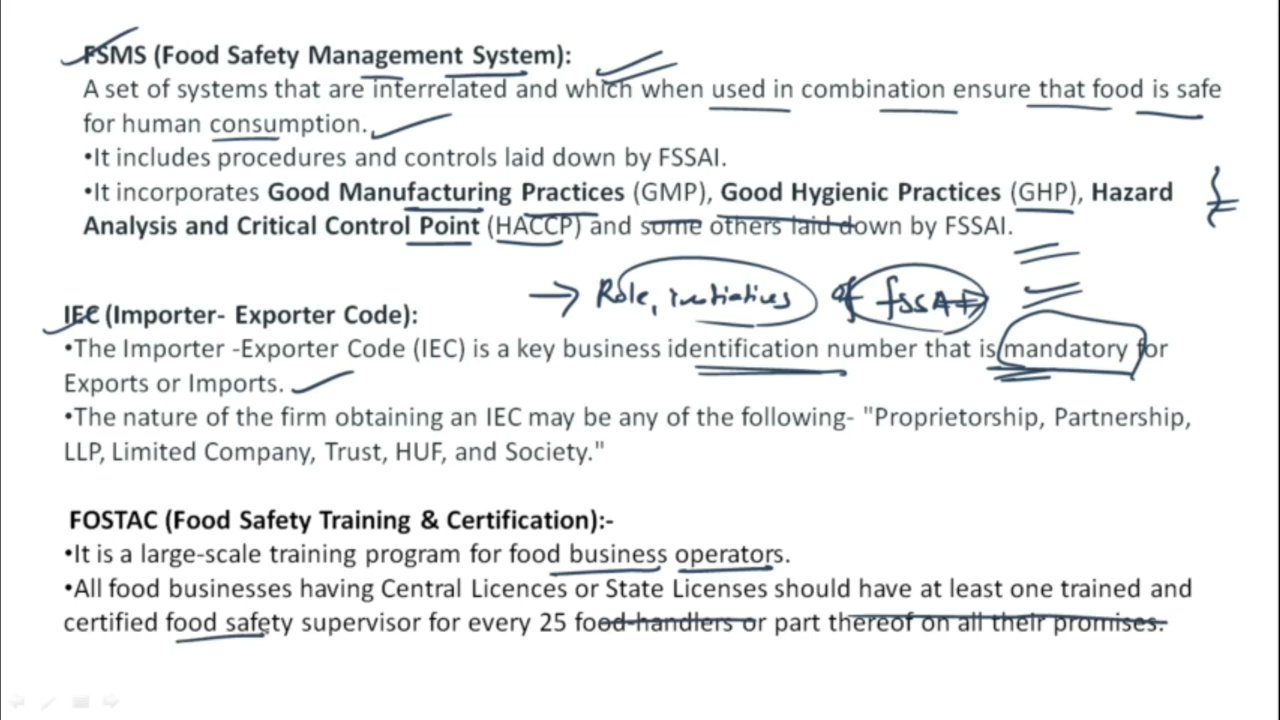 FSMS (Food Safety Management System):
A set of systems that are interrelated and which when used in combination ensure that food is safe
for human consumption.
•It includes procedures and controls laid down by FSSAI.
•It incorporates Good Manufacturing Practices (GMP), Good Hygienic Practices (GHP), Hazard
Analysis and Critical Control Point (HACCP) and some others laid down by FSSAI.
→ Role, initiatives of FSSAI
IEC (Importer- Exporter Code):
•The Importer -Exporter Code (IEC) is a key business identification number that is mandatory for
Exports or Imports.
•The nature of the firm obtaining an IEC may be any of the following- "Proprietorship, Partnership,
LLP, Limited Company, Trust, HUF, and Society."
FOSTAC (Food Safety Training & Certification):-
•It is a large-scale training program for food business operators.
•All food businesses having Central Licences or State Licenses should have at least one trained and
certified food safety supervisor for every 25 food-handlers or part thereof on all their promises.